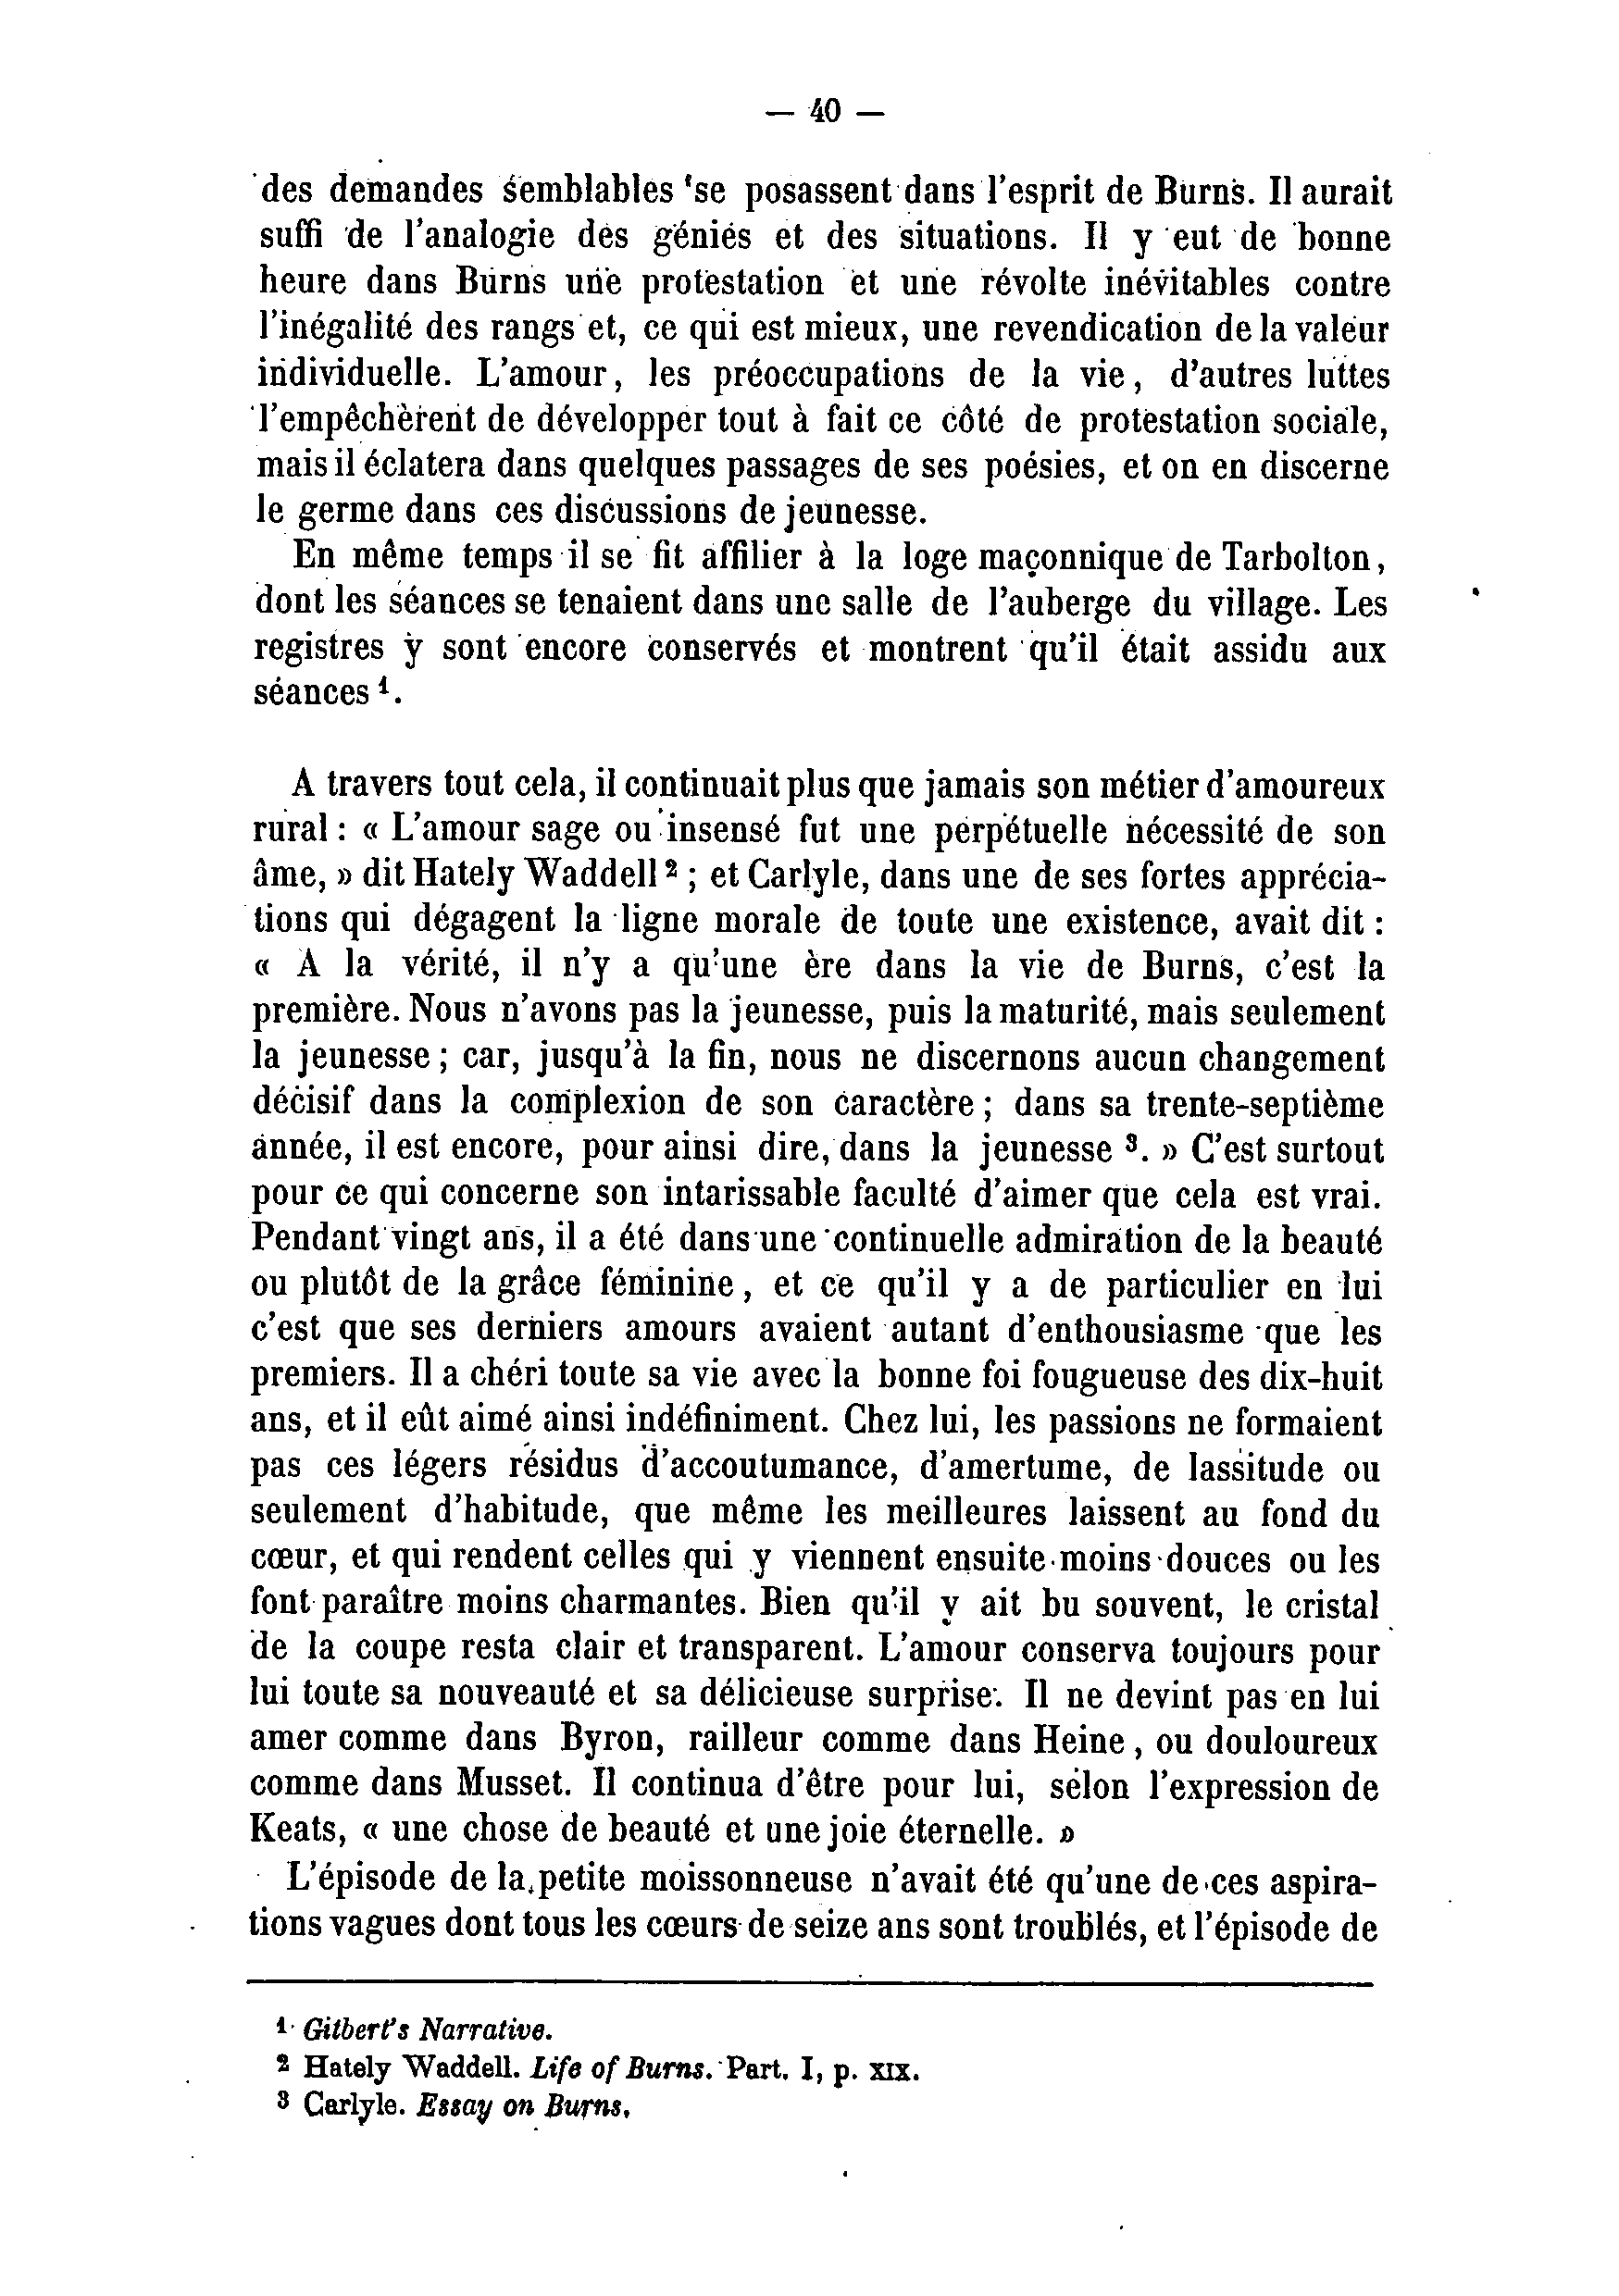 — 40 —
des demandes semblables se posassent dans l'esprit de Burns. Il aurait
suffi de l'analogie des génies et des situations. Il y eut de bonne
heure dans Burns une protestation et une révolte inévitables contre
l'inégalité des rangs et, ce qui est mieux, une revendication de la valeur
individuelle. L'amour, les préoccupations de la vie, d'autres luttes
l'empêchèrent de développer tout à fait ce côté de protestation sociale,
mais il éclatera dans quelques passages de ses poésies, et on en discerne
le germe dans ces discussions de jeunesse.
En même temps il se fit affilier à la loge maçonnique de Tarbolton,
dont les séances se tenaient dans une salle de l'auberge du village. Les
registres y sont encore conservés et montrent qu'il était assidu aux
séances ¹.
A travers tout cela, il continuait plus que jamais son métier d'amoureux
rural : « L'amour sage ou insensé fut une perpétuelle nécessité de son
âme, » dit Hately Waddell ² ; et Carlyle, dans une de ses fortes apprécia-
tions qui dégagent la ligne morale de toute une existence, avait dit :
« A la vérité, il n'y a qu'une ère dans la vie de Burns, c'est la
première. Nous n'avons pas la jeunesse, puis la maturité, mais seulement
la jeunesse ; car, jusqu'à la fin, nous ne discernons aucun changement
décisif dans la complexion de son caractère ; dans sa trente-septième
année, il est encore, pour ainsi dire, dans la jeunesse ³. » C'est surtout
pour ce qui concerne son intarissable faculté d'aimer que cela est vrai.
Pendant vingt ans, il a été dans une continuelle admiration de la beauté
ou plutôt de la grâce féminine, et ce qu'il y a de particulier en lui
c'est que ses derniers amours avaient autant d'enthousiasme que les
premiers. Il a chéri toute sa vie avec la bonne foi fougueuse des dix-huit
ans, et il eût aimé ainsi indéfiniment. Chez lui, les passions ne formaient
pas ces légers résidus d'accoutumance, d'amertume, de lassitude ou
seulement d'habitude, que même les meilleures laissent au fond du
cœur, et qui rendent celles qui y viennent ensuite moins douces ou les
font paraître moins charmantes. Bien qu'il y ait bu souvent, le cristal
de la coupe resta clair et transparent. L'amour conserva toujours pour
lui toute sa nouveauté et sa délicieuse surprise. Il ne devint pas en lui
amer comme dans Byron, railleur comme dans Heine, ou douloureux
comme dans Musset. Il continua d'être pour lui, selon l'expression de
Keats, « une chose de beauté et une joie éternelle. »
L'épisode de la petite moissonneuse n'avait été qu'une de ces aspira-
tions vagues dont tous les cœurs de seize ans sont troublés, et l'épisode de
¹ Gilbert's Narrative.
² Hately Waddell. Life of Burns. Part. I, p. XIX.
³ Carlyle. Essay on Burns.